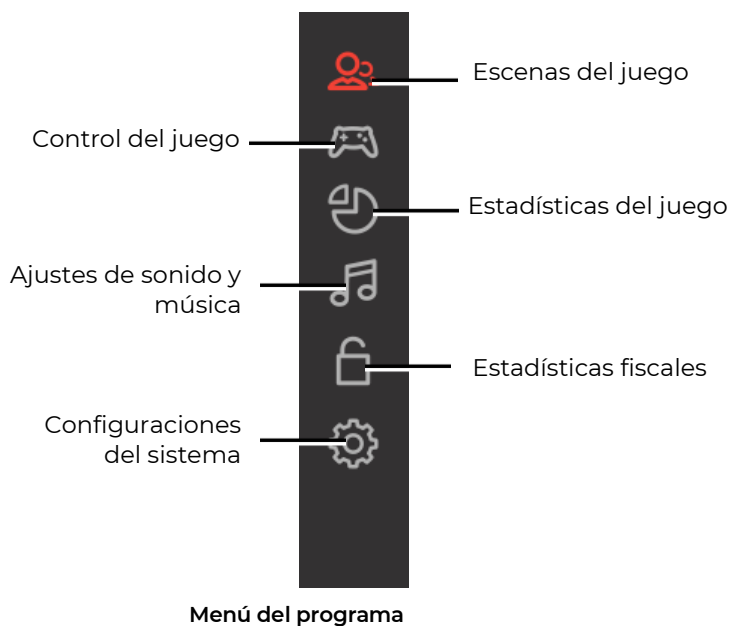 Escenas del juego
Control del juego
Estadísticas del juego
Ajustes de sonido y
música
Estadísticas fiscales
Configuraciones
del sistema
Menú del programa